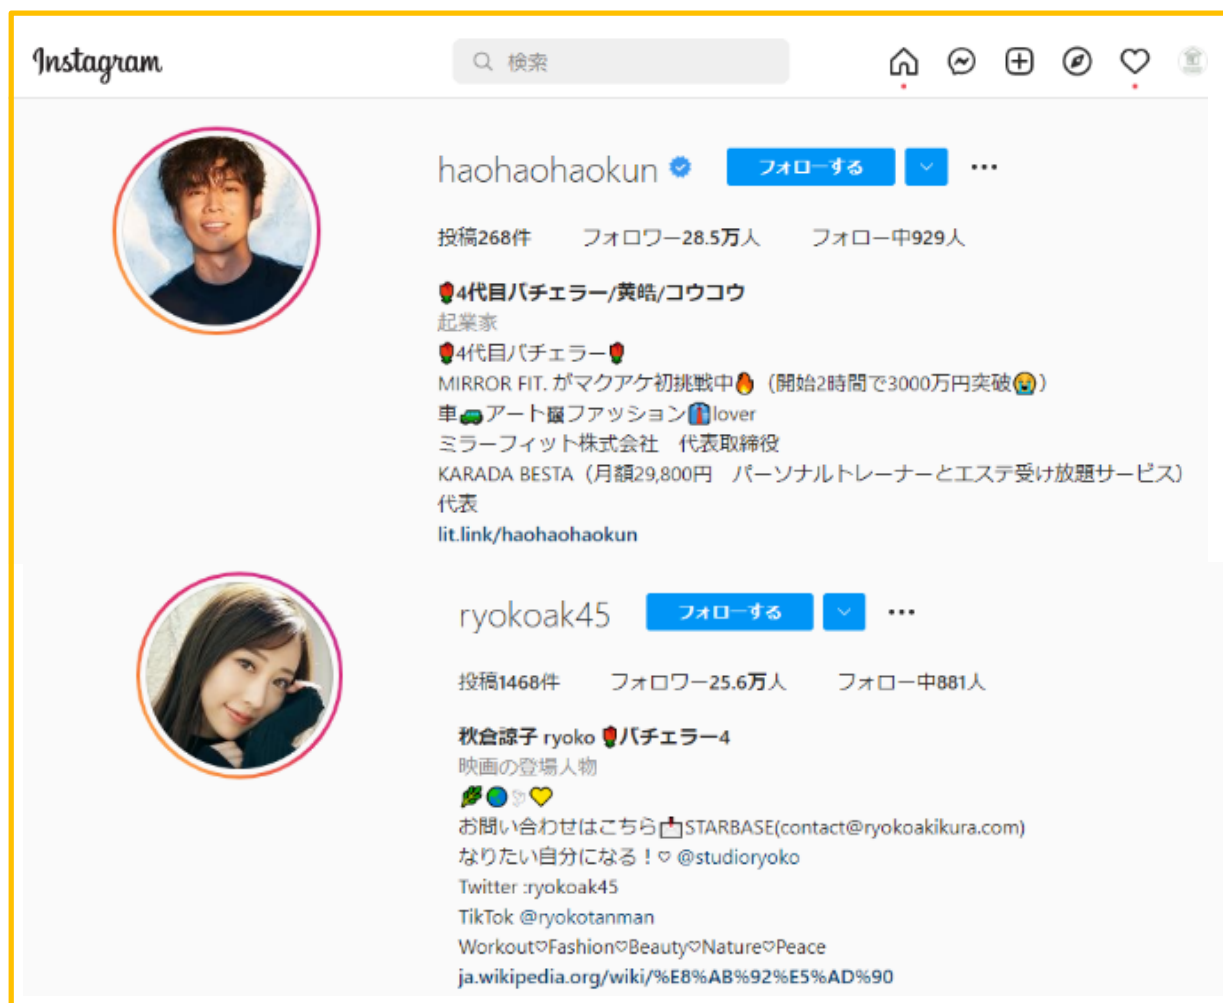 Instagram
検索
haohaohaokun フォローする
投稿268件 フォロワー28.5万人 フォロー中929人
🌹4代目バチェラー/黄皓/コウコウ
起業家
🌹4代目バチェラー🌹
MIRROR FIT. がマクアケ初挑戦中🔥（開始2時間で3000万円突破😭）
車🚙アート🖼ファッション👔lover
ミラーフィット株式会社　代表取締役
KARADA BESTA（月額29,800円　パーソナルトレーナーとエステ受け放題サービス）
代表
lit.link/haohaohaokun
ryokoak45 フォローする
投稿1468件 フォロワー25.6万人 フォロー中881人
秋倉諒子 ryoko 🌹バチェラー4
映画の登場人物
🌿🌏🕊💛
お問い合わせはこちら📩STARBASE(contact@ryokoakikura.com)
なりたい自分になる！♡ @studioryoko
Twitter :ryokoak45
TikTok @ryokotanman
Workout♡Fashion♡Beauty♡Nature♡Peace
ja.wikipedia.org/wiki/%E8%AB%92%E5%AD%90